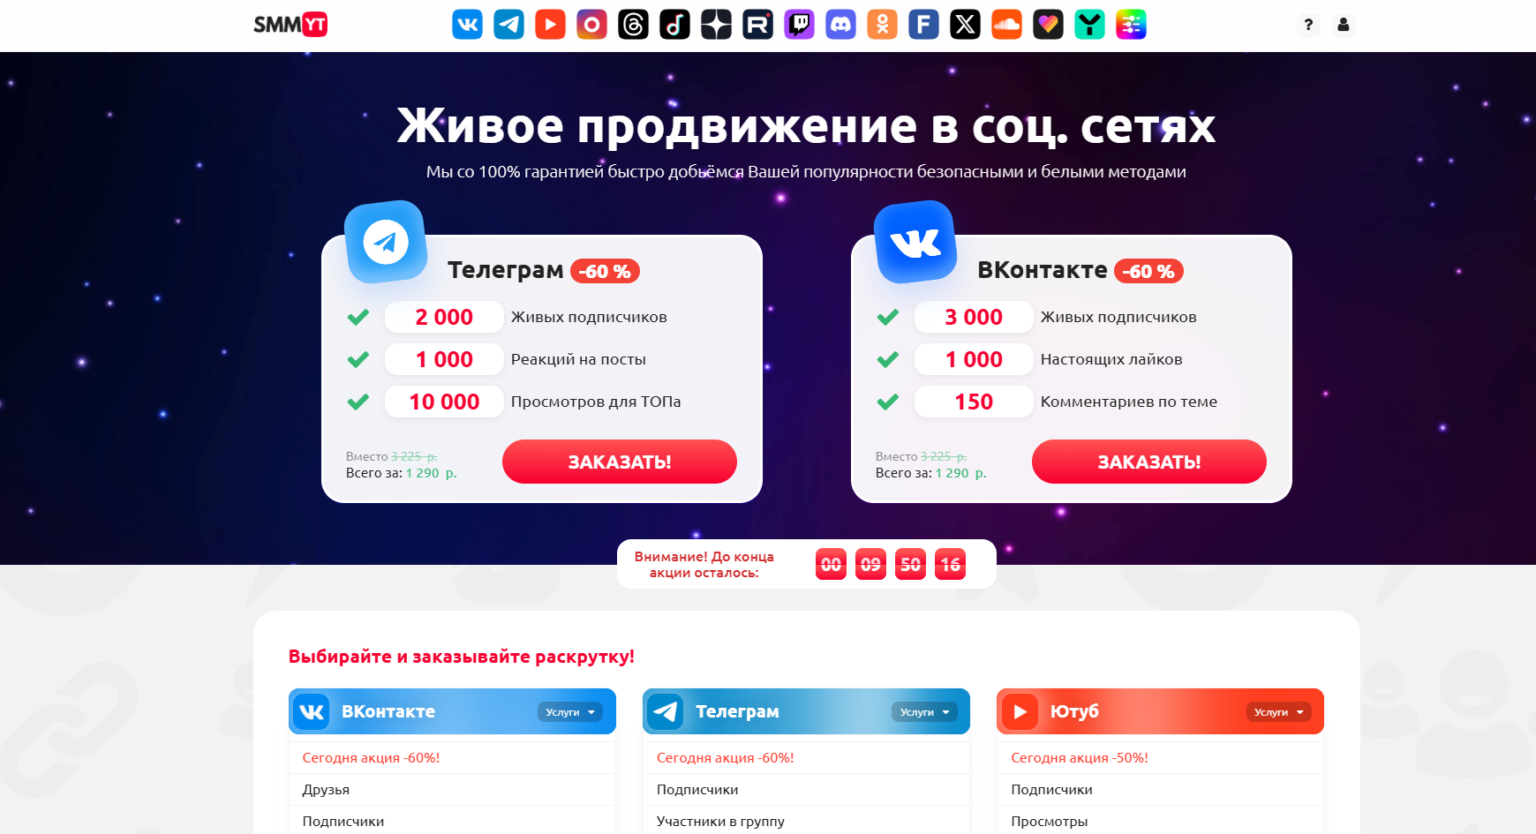 SMMYT
?
Живое продвижение в соц. сетях
Мы со 100% гарантией быстро добьёмся Вашей популярности безопасными и белыми методами
Телеграм -60 %
2 000 Живых подписчиков
1 000 Реакций на посты
10 000 Просмотров для ТОПа
Вместо 3 225 р.
Всего за: 1 290 р.
ЗАКАЗАТЬ!
ВКонтакте -60 %
3 000 Живых подписчиков
1 000 Настоящих лайков
150 Комментариев по теме
Вместо 3 225 р.
Всего за: 1 290 р.
ЗАКАЗАТЬ!
Внимание! До конца
акции осталось:
00 09 50 16
Выбирайте и заказывайте раскрутку!
ВКонтакте Услуги
Сегодня акция -60%!
Друзья
Подписчики
Телеграм Услуги
Сегодня акция -60%!
Подписчики
Участники в группу
Ютуб Услуги
Сегодня акция -50%!
Подписчики
Просмотры